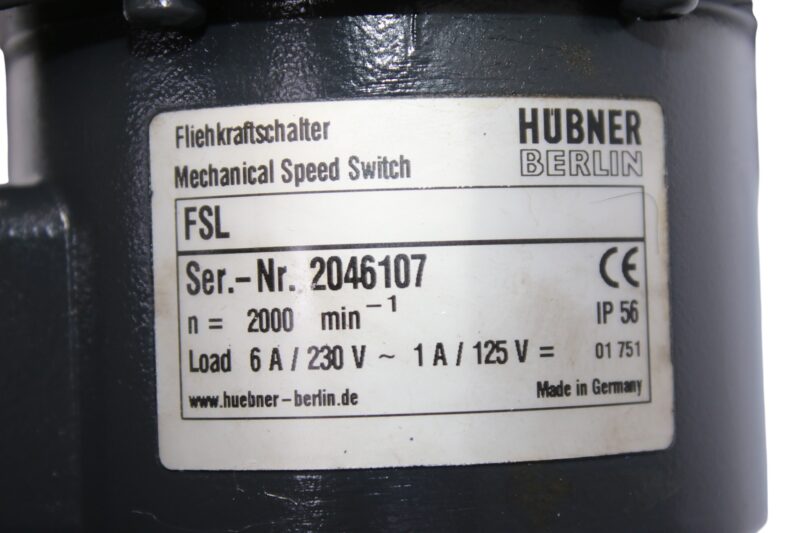 Fliehkraftschalter
Mechanical Speed Switch
HÜBNER
BERLIN
FSL
Ser.-Nr. 2046107
CE
n = 2000 min⁻¹
IP 56
Load 6 A / 230 V ~ 1 A / 125 V =
01 751
www.huebner-berlin.de
Made in Germany